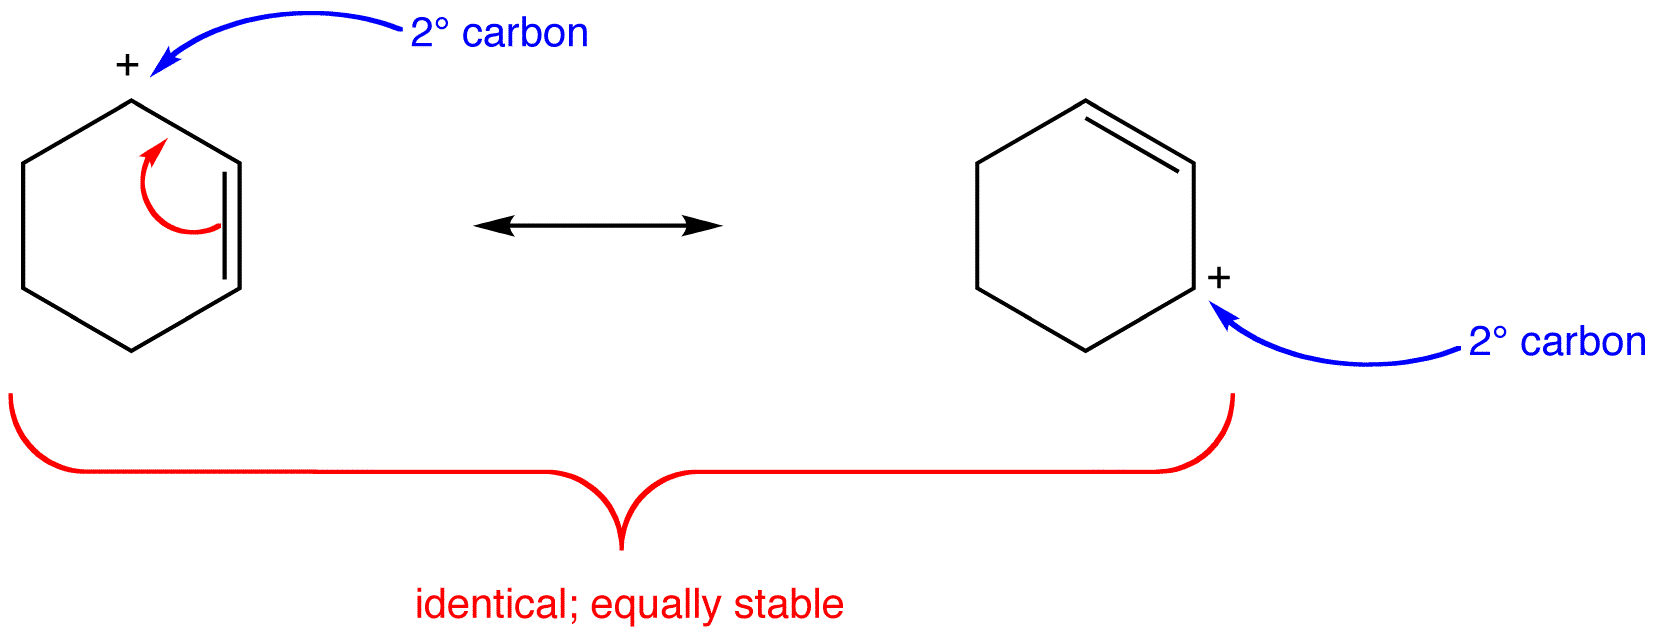 2° carbon
+
+
2° carbon
identical; equally stable